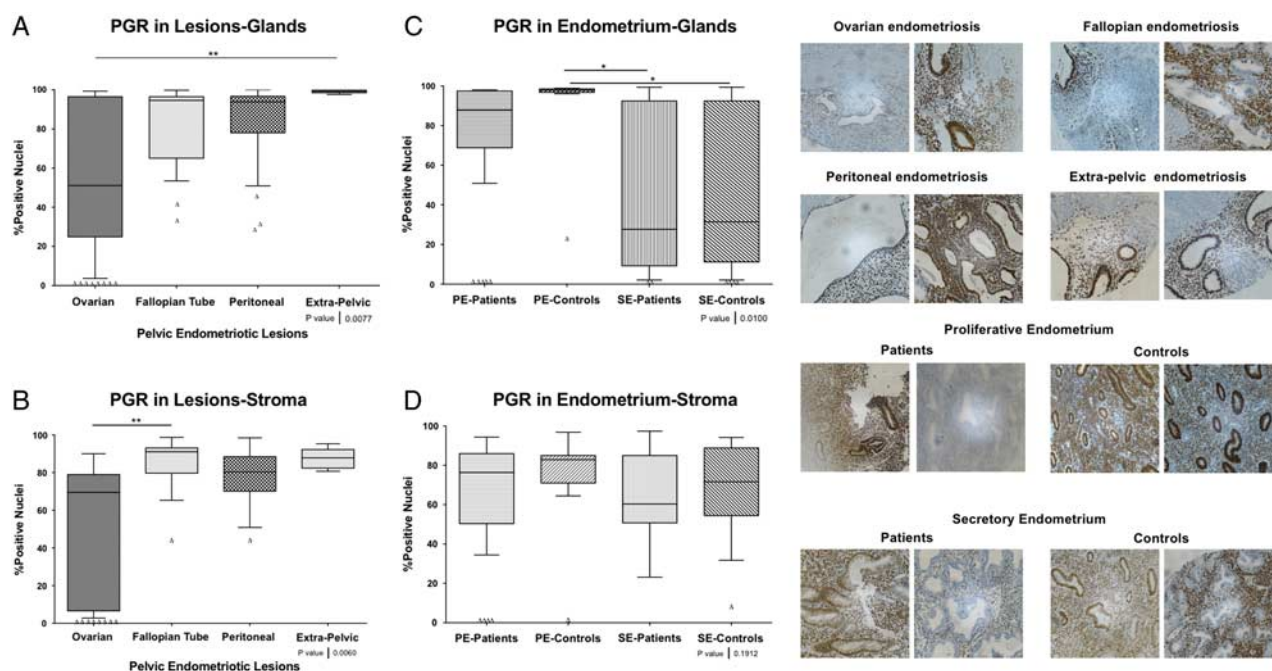 A
PGR in Lesions-Glands
**
%Positive Nuclei
100
80
60
40
20
0
Ovarian
Fallopian Tube
Peritoneal
Extra-Pelvic
P value | 0.0077
Pelvic Endometriotic Lesions
B
PGR in Lesions-Stroma
**
%Positive Nuclei
100
80
60
40
20
0
Ovarian
Fallopian Tube
Peritoneal
Extra-Pelvic
P value | 0.0060
Pelvic Endometriotic Lesions
C
PGR in Endometrium-Glands
*
*
%Positive Nuclei
100
80
60
40
20
0
PE-Patients
PE-Controls
SE-Patients
SE-Controls
P value | 0.0100
D
PGR in Endometrium-Stroma
%Positive Nuclei
100
80
60
40
20
0
PE-Patients
PE-Controls
SE-Patients
SE-Controls
P value | 0.1912
Ovarian endometriosis
Fallopian endometriosis
Peritoneal endometriosis
Extra-pelvic endometriosis
Proliferative Endometrium
Patients
Controls
Secretory Endometrium
Patients
Controls